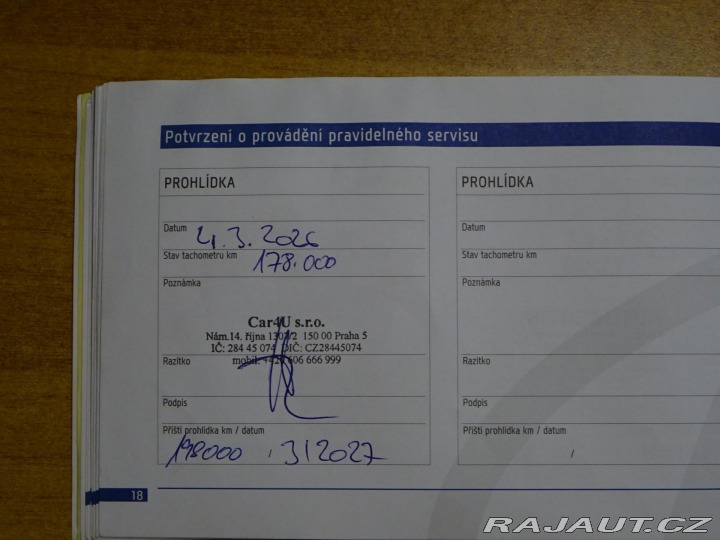 Potvrzení o provádění pravidelného servisu
PROHLÍDKA
Datum 4.3.2026
Stav tachometru km 178.000
Poznámka
Car4U s.r.o.
Nám.14. října 1307/2 150 00 Praha 5
IČ: 284 45 074 DIČ: CZ28445074
mobil: +420 606 666 999
Razítko
Podpis
Příští prohlídka km / datum
198000 / 3/2027
PROHLÍDKA
Datum
Stav tachometru km
Poznámka
Razítko
Podpis
Příští prohlídka km / datum
/
18
RAJAUT.CZ